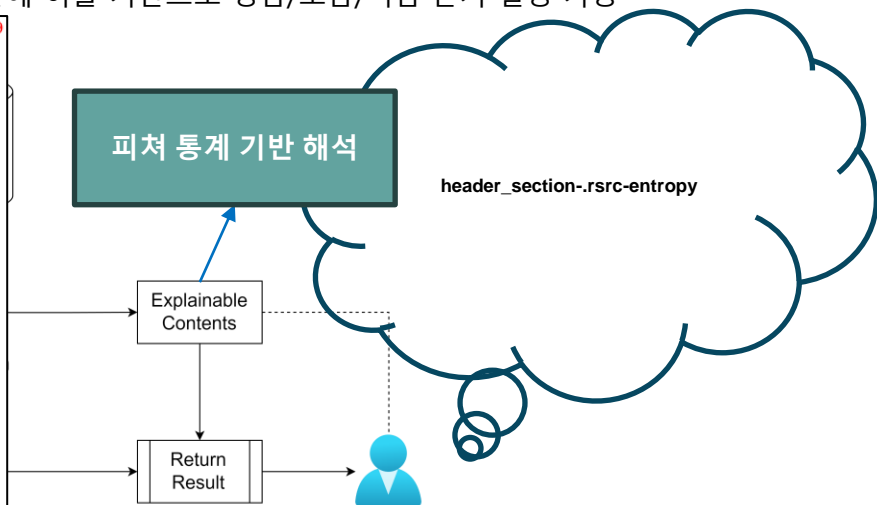 피쳐 통계 기반 해석
header_section-.rsrc-entropy
Explainable
Contents
Return
Result